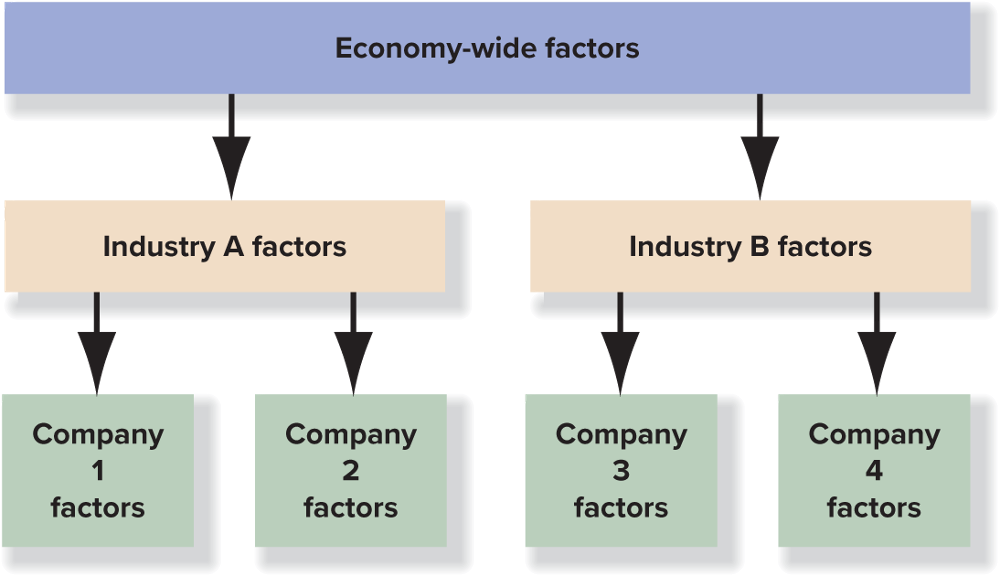 Economy-wide factors
Industry A factors
Industry B factors
Company
1
factors
Company
2
factors
Company
3
factors
Company
4
factors